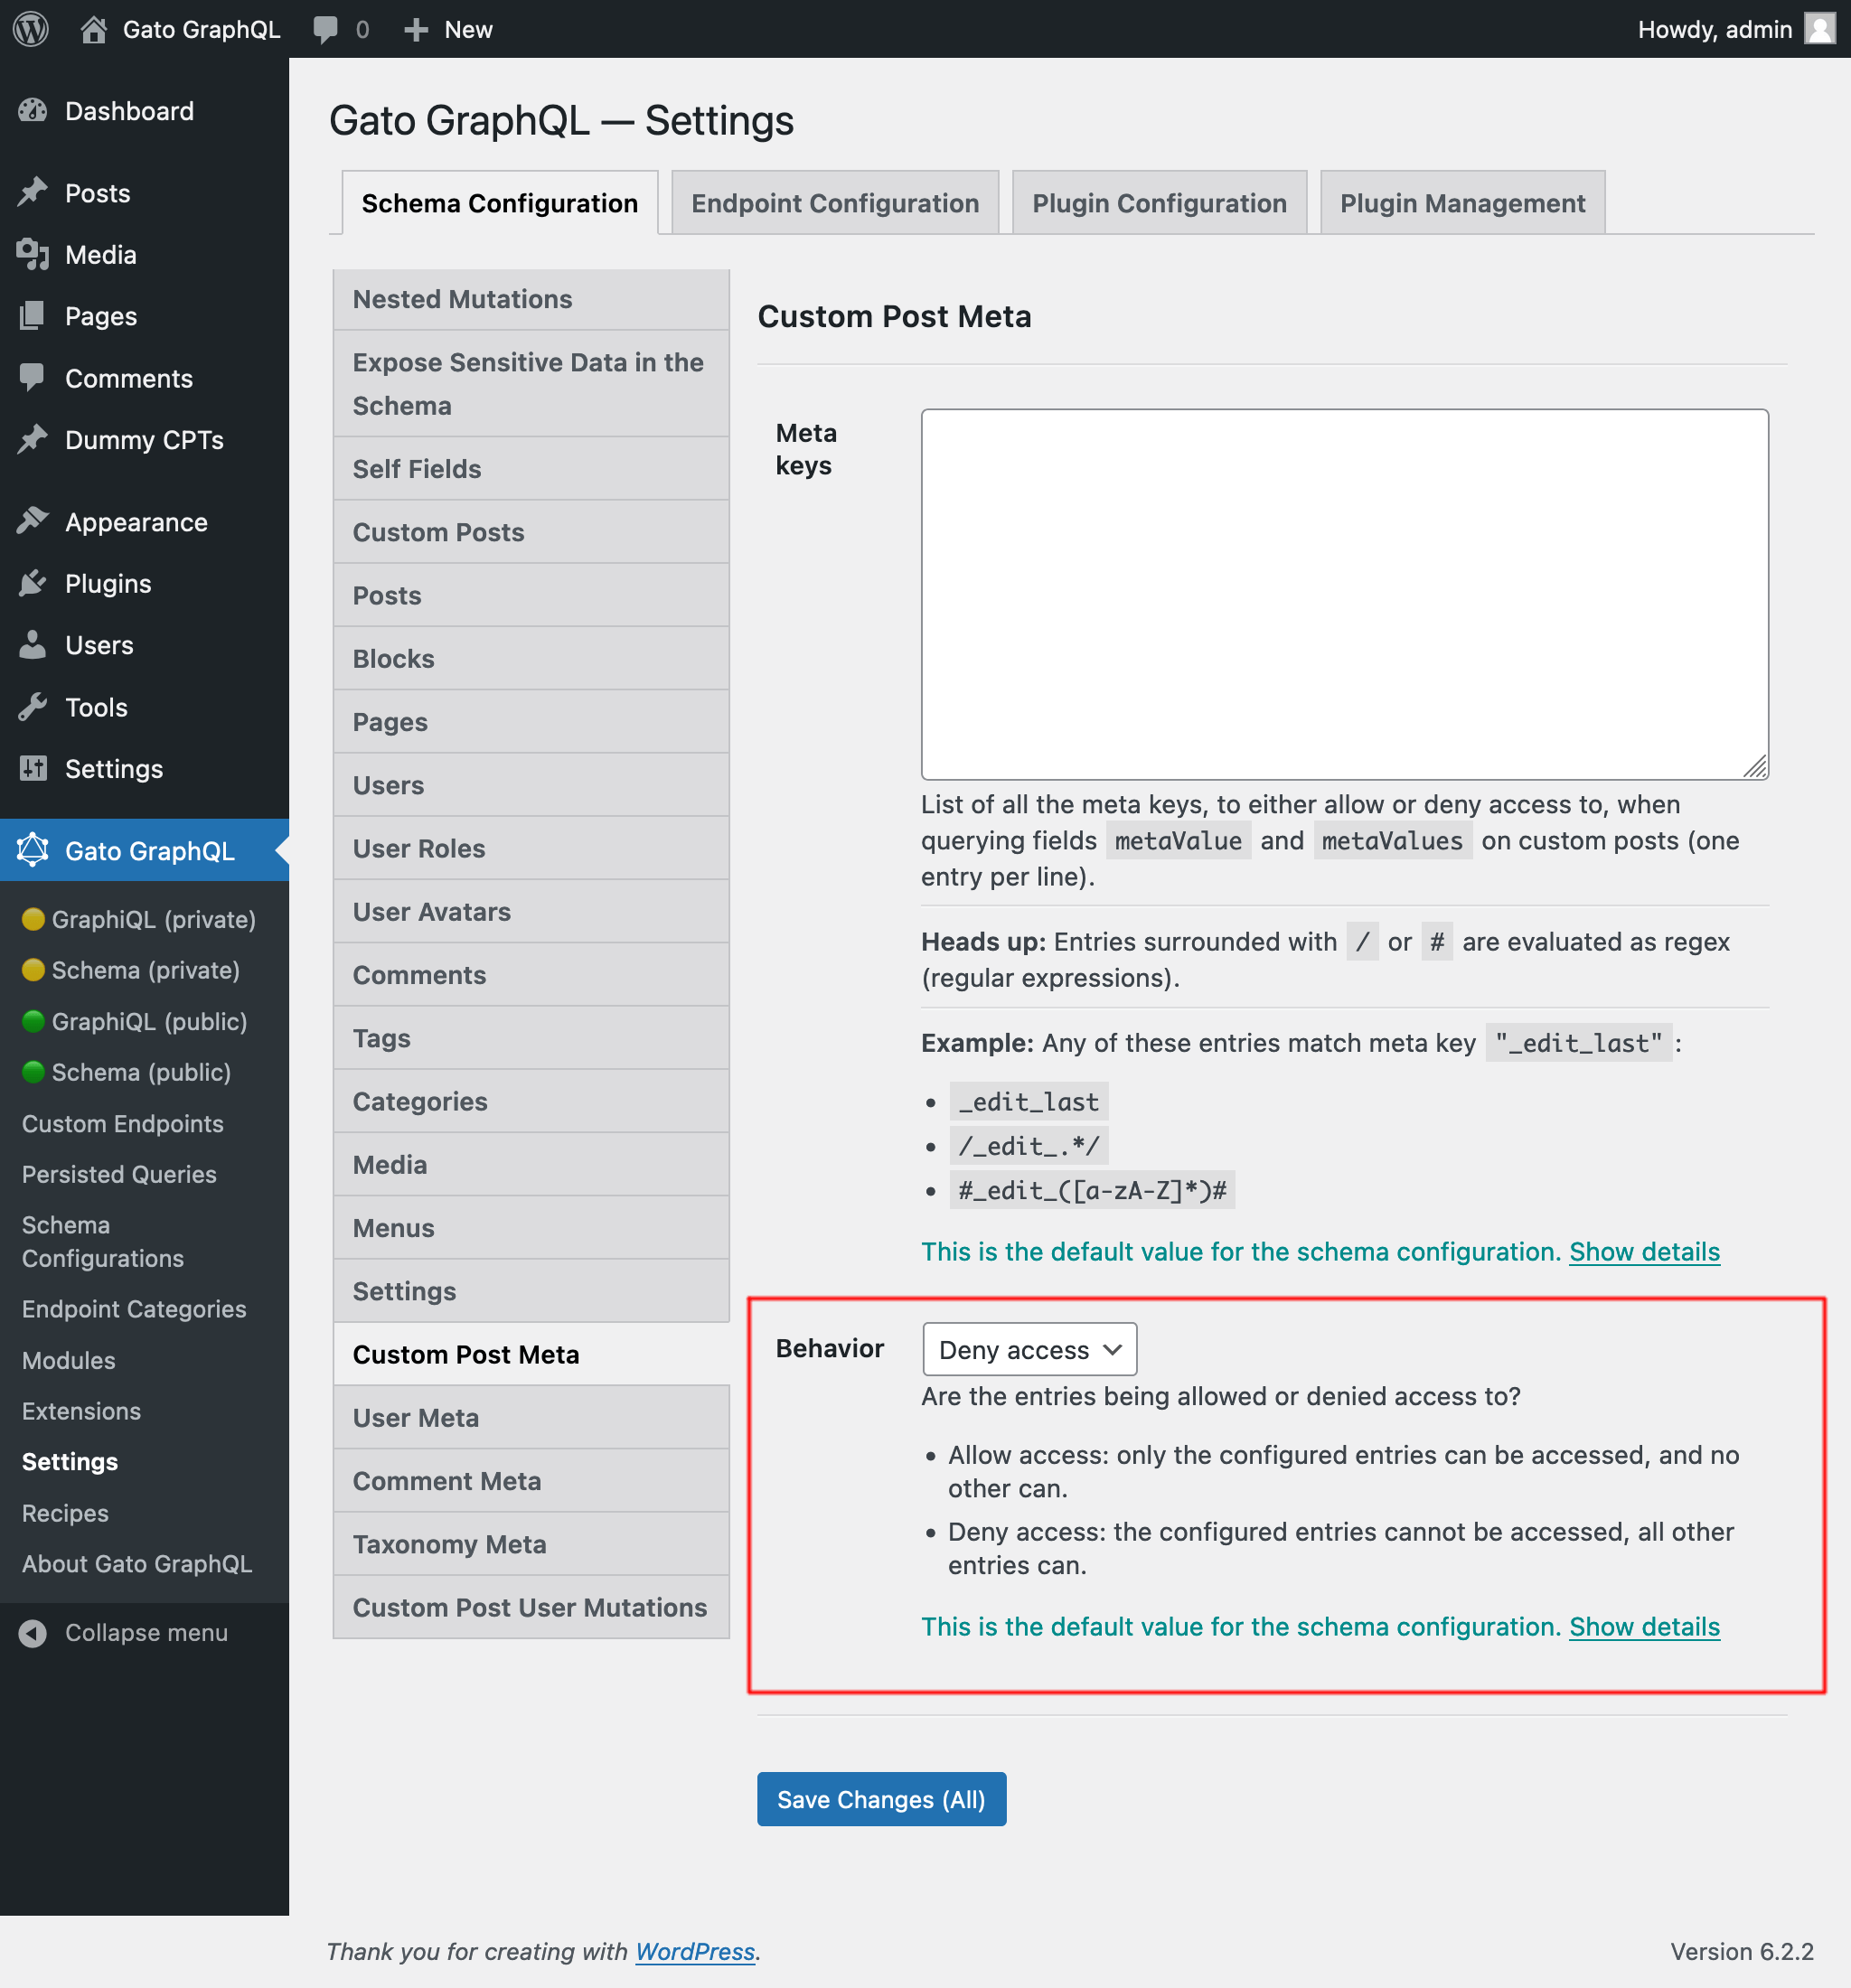 Gato GraphQL
0
New
Howdy, admin
Dashboard
Posts
Media
Pages
Comments
Dummy CPTs
Appearance
Plugins
Users
Tools
Settings
Gato GraphQL
GraphiQL (private)
Schema (private)
GraphiQL (public)
Schema (public)
Custom Endpoints
Persisted Queries
Schema
Configurations
Endpoint Categories
Modules
Extensions
Settings
Recipes
About Gato GraphQL
Collapse menu
Gato GraphQL — Settings
Schema Configuration
Endpoint Configuration
Plugin Configuration
Plugin Management
Nested Mutations
Expose Sensitive Data in the
Schema
Self Fields
Custom Posts
Posts
Blocks
Pages
Users
User Roles
User Avatars
Comments
Tags
Categories
Media
Menus
Settings
Custom Post Meta
User Meta
Comment Meta
Taxonomy Meta
Custom Post User Mutations
Custom Post Meta
Meta
keys
List of all the meta keys, to either allow or deny access to, when
querying fields metaValue and metaValues on custom posts (one
entry per line).
Heads up: Entries surrounded with / or # are evaluated as regex
(regular expressions).
Example: Any of these entries match meta key "_edit_last" :
• _edit_last
• /_edit_.*/
• #_edit_([a-zA-Z]*)#
This is the default value for the schema configuration. Show details
Behavior
Deny access
Are the entries being allowed or denied access to?
• Allow access: only the configured entries can be accessed, and no
other can.
• Deny access: the configured entries cannot be accessed, all other
entries can.
This is the default value for the schema configuration. Show details
Save Changes (All)
Thank you for creating with WordPress.
Version 6.2.2